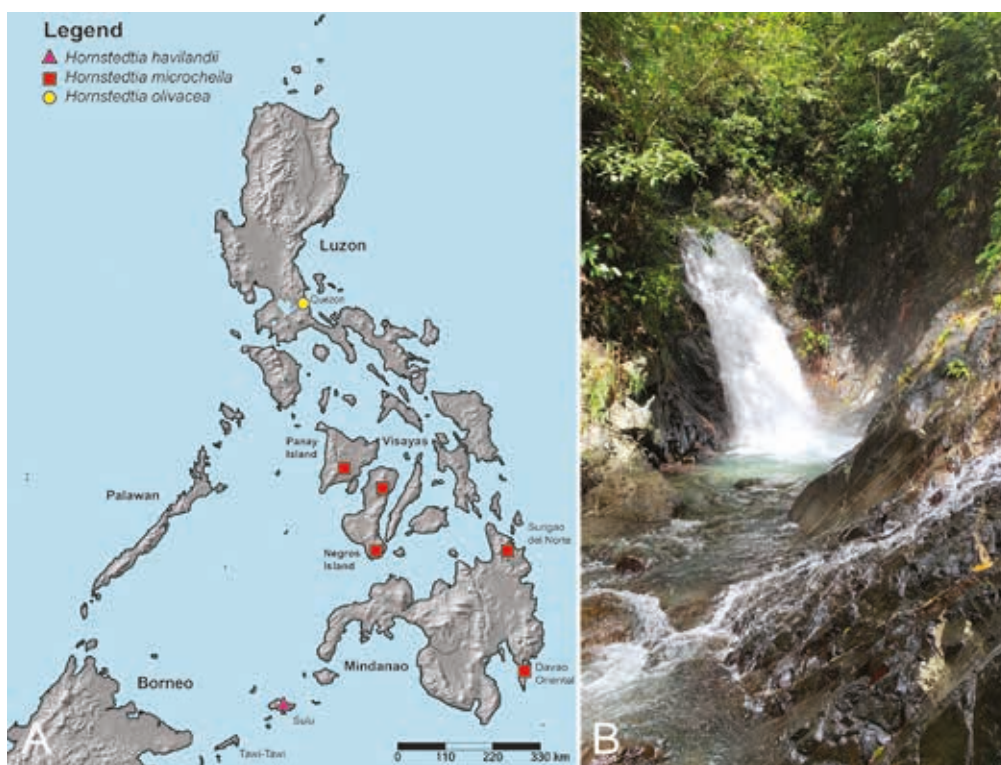 Legend
Hornstedtia havilandii
Hornstedtia microcheila
Hornstedtia olivacea
Luzon
Quezon
Panay
Island
Visayas
Palawan
Surigao
del Norte
Negros
Island
Mindanao
Davao
Oriental
Borneo
Sulu
Tawi-Tawi
0 110 220 330 km
A
B